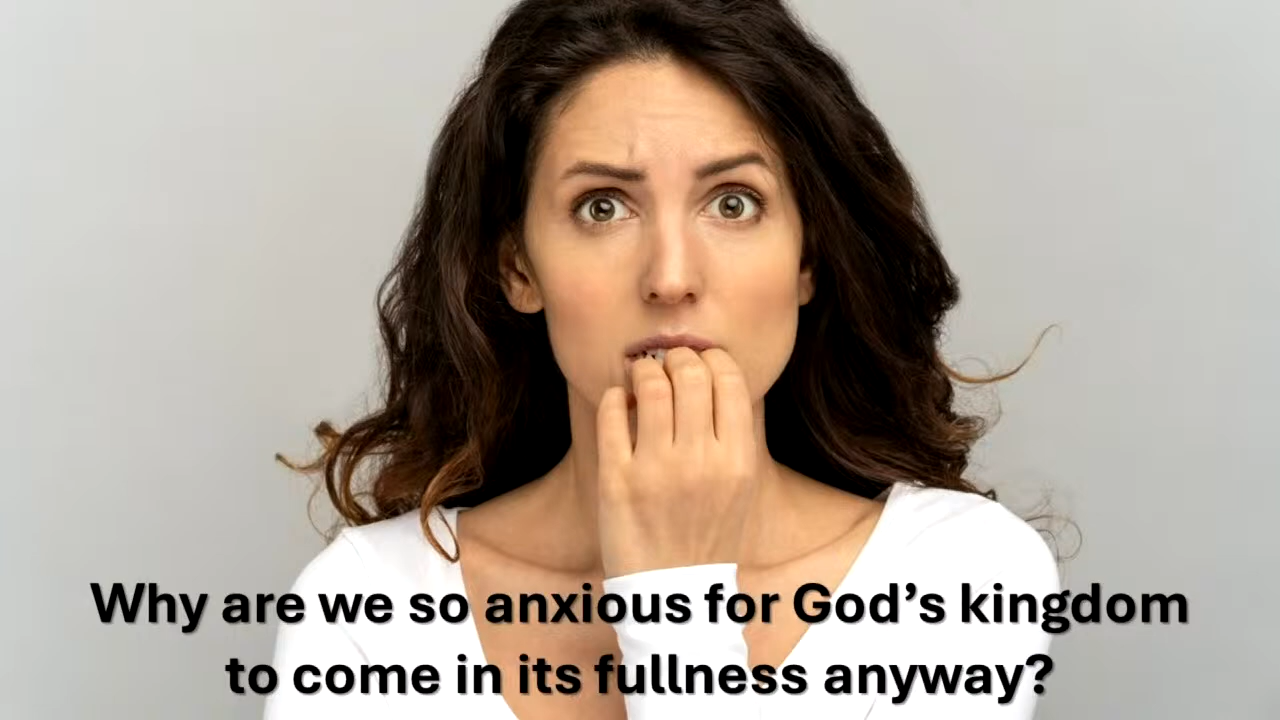 Why are we so anxious for God’s kingdom
to come in its fullness anyway?